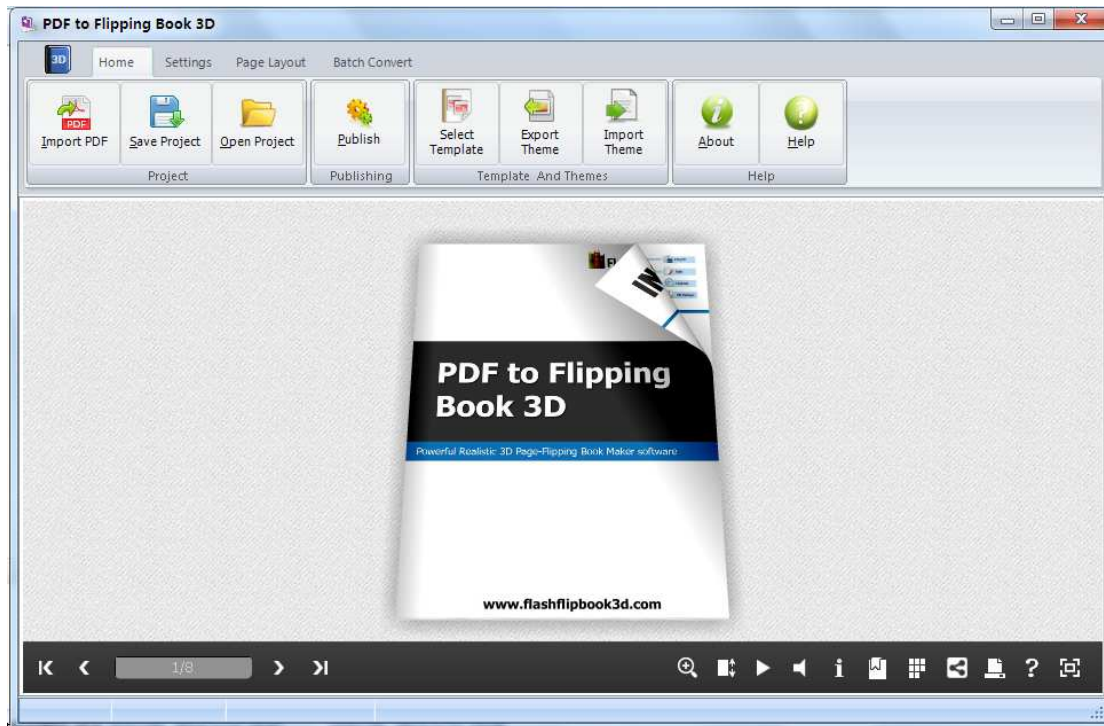 PDF to Flipping Book 3D
3D
Home Settings Page Layout Batch Convert
PDF
Import PDF Save Project Open Project Publish Select Template Export Theme Import Theme About Help
Project Publishing Template And Themes Help
IN
PDF to Flipping
Book 3D
Powerful Realistic 3D Page-Flipping Book Maker software
www.flashflipbook3d.com
1/8